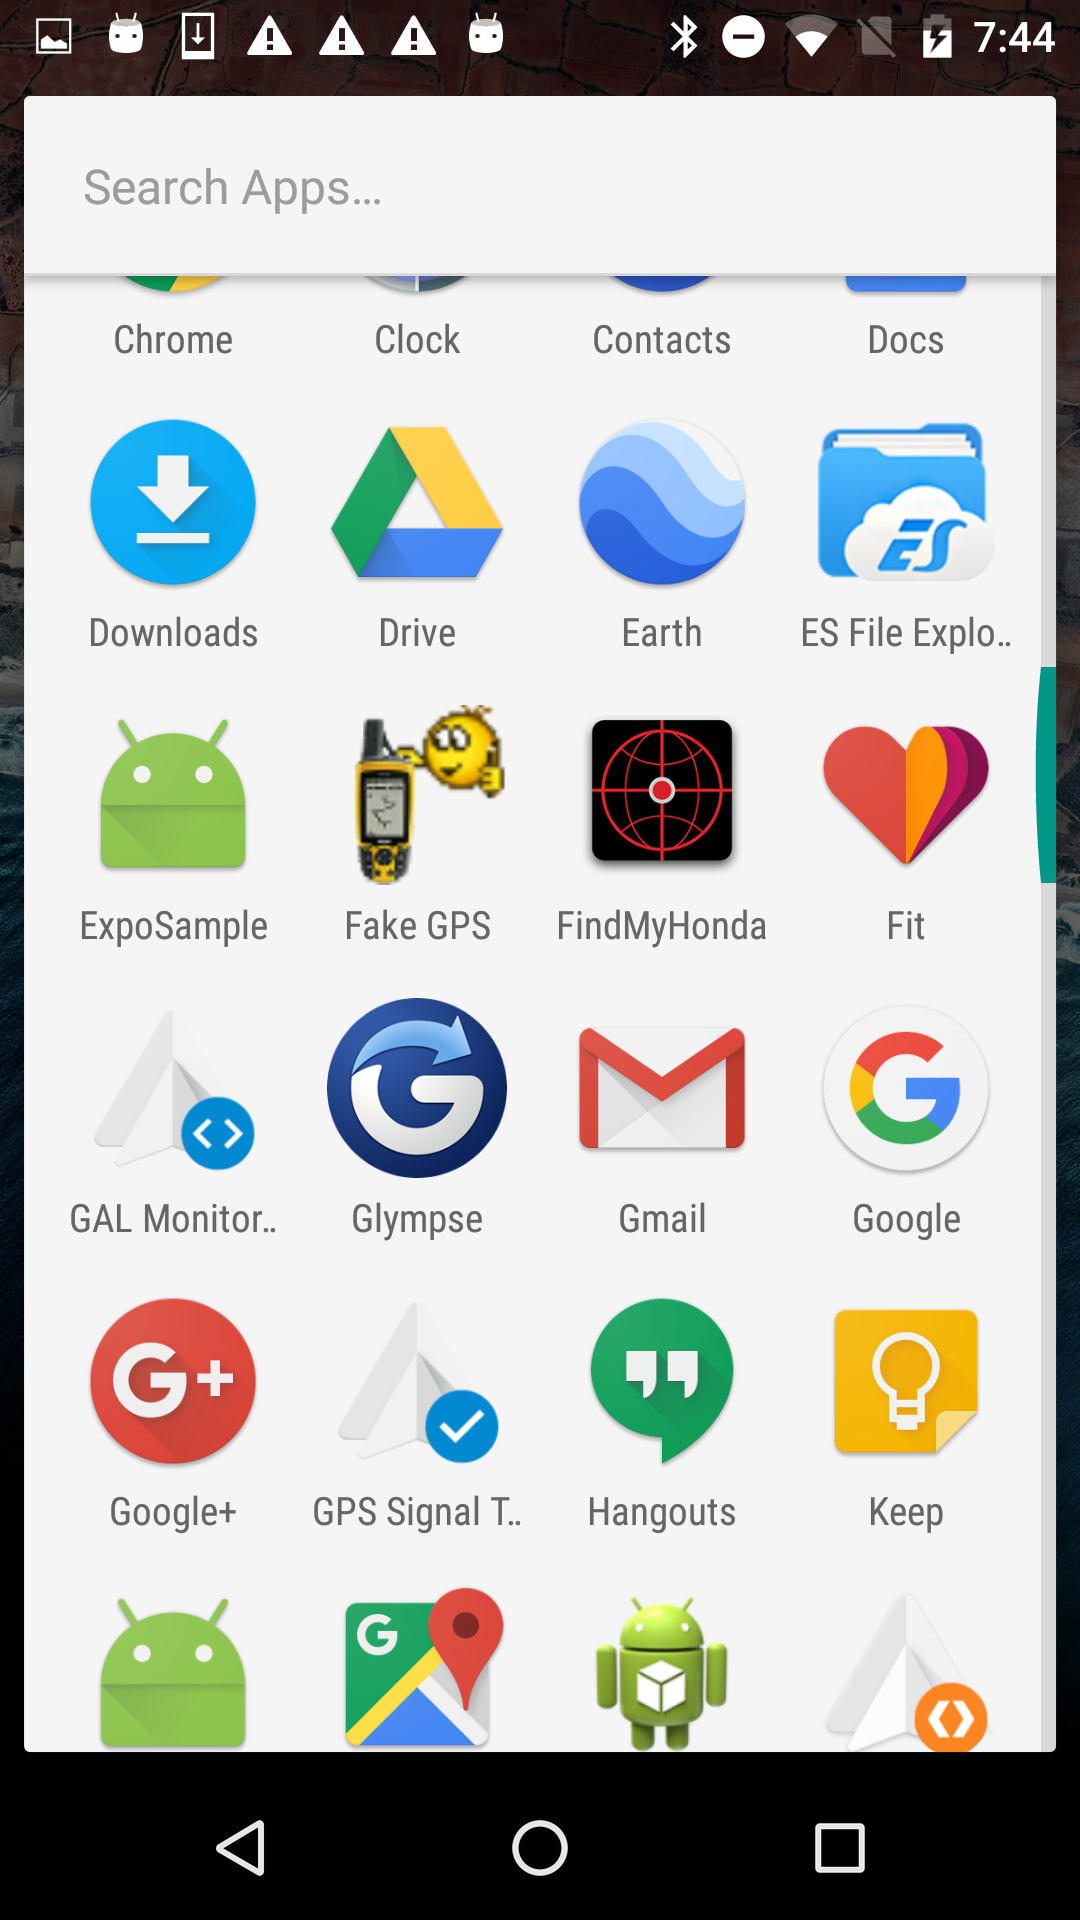 7:44
Search Apps…
Chrome Clock Contacts Docs
ES
Downloads Drive Earth ES File Explo..
ExpoSample Fake GPS FindMyHonda Fit
G G
GAL Monitor.. Glympse Gmail Google
G+
Google+ GPS Signal T.. Hangouts Keep
G